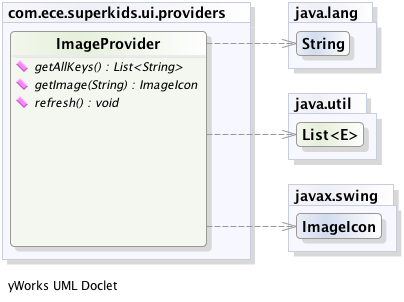 com.ece.superkids.ui.providers
ImageProvider
getAllKeys() : List<String>
getImage(String) : ImageIcon
refresh() : void
java.lang
String
java.util
List<E>
javax.swing
ImageIcon
yWorks UML Doclet